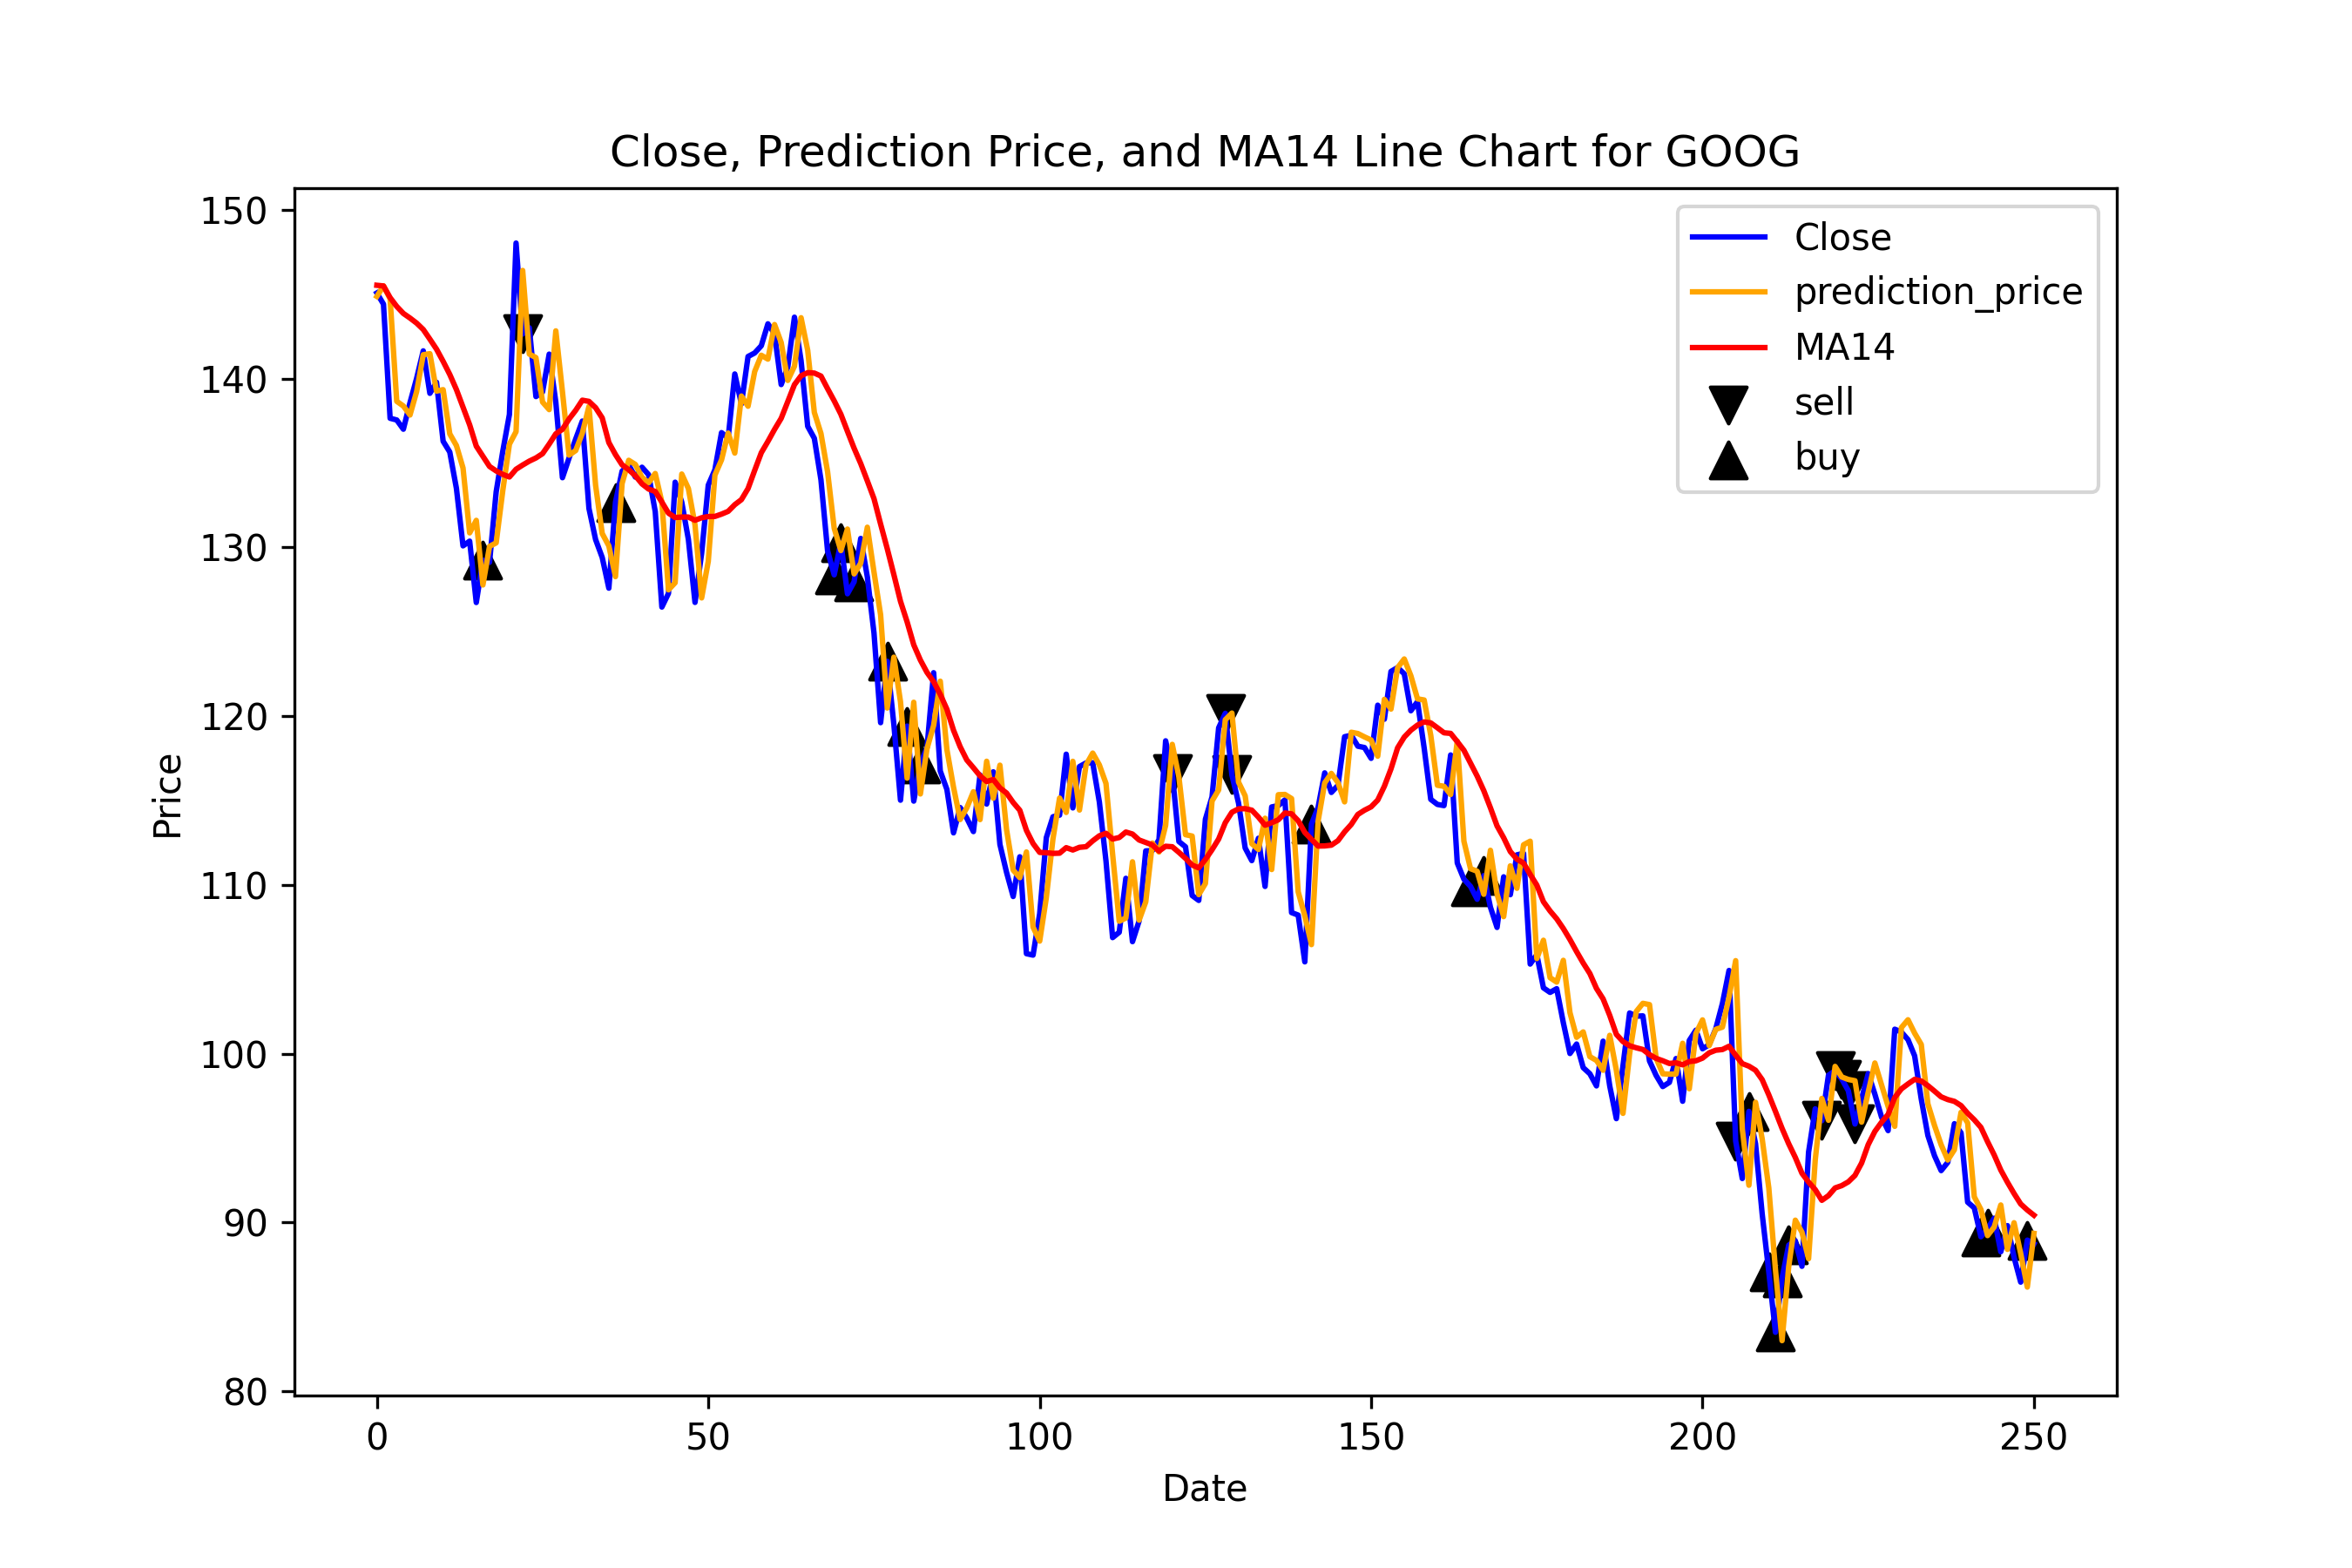 Close, Prediction Price, and MA14 Line Chart for GOOG
150
140
130
120
110
100
90
80
Price
0 50 100 150 200 250
Date
Close
prediction_price
MA14
sell
buy